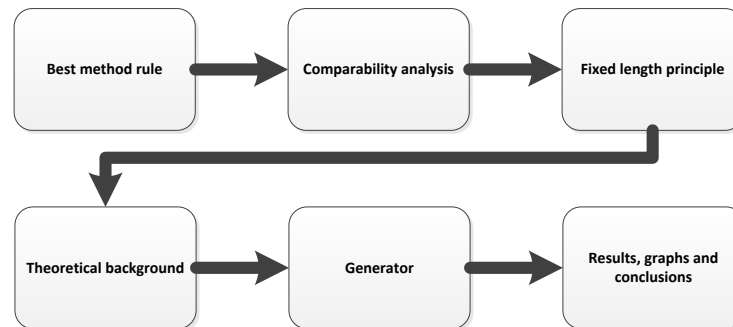 Best method rule
Comparability analysis
Fixed length principle
Theoretical background
Generator
Results, graphs and
conclusions